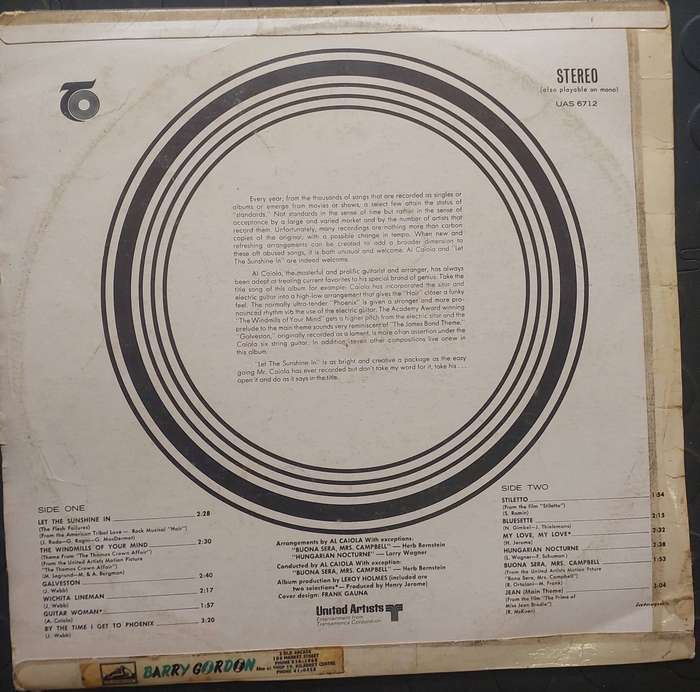 STEREO
(also playable on mono)
UAS 6712
Every year, from the thousands of songs that are recorded as singles or
albums or emerge from movies or shows, a select few attain the status of
"standards." Not standards in the sense of time but rather in the sense of
acceptance by a large and varied market and by the number of artists that
record them. Unfortunately, many recordings are nothing more than carbon
copies of the original, with a possible change in tempo. When new and
refreshing arrangements can be created to add a broader dimension to
these oft abused songs, it is both unusual and welcome. Al Caiola and "Let
The Sunshine In" are indeed welcome.
Al Caiola, the masterful and prolific guitarist and arranger, has always
been adept at treating current favorites to his special brand of genius. Take the
title song of this album for example. Caiola has incorporated the sitar and
electric guitar into a high-low arrangement that gives the "Hair" closer a funky
feel. The normally ultra-tender "Phoenix" is given a stronger and more pro-
nounced rhythm via the use of the electric guitar. The Academy Award winning
"The Windmills of Your Mind" gets a higher pitch from the electric sitar and the
prelude to the main theme sounds very reminiscent of "The James Bond Theme."
"Galveston," originally recorded as a lament, is more of an assertion under the
Caiola six string guitar. In addition, seven other compositions live anew in
this album.
"Let The Sunshine In" is as bright and creative a package as the easy
going Mr. Caiola has ever recorded but don't take my word for it, take his . . .
open it and do as it says in the title.
SIDE ONE
LET THE SUNSHINE IN 2:28
(The Flesh Failures)
(From the American Tribal Love — Rock Musical "Hair")
(J. Rado—G. Ragni—G. MacDermot)
THE WINDMILLS OF YOUR MIND 2:30
(Theme From "The Thomas Crown Affair")
(From the United Artists Motion Picture
"The Thomas Crown Affair")
(M. Legrand—M. & A. Bergman)
GALVESTON 2:40
(J. Webb)
WICHITA LINEMAN 2:17
(J. Webb)
GUITAR WOMAN* 1:57
(A. Caiola)
BY THE TIME I GET TO PHOENIX 3:20
(J. Webb)
Arrangements by AL CAIOLA With exceptions:
"BUONA SERA, MRS. CAMPBELL" — Herb Bernstein
"HUNGARIAN NOCTURNE" — Larry Wagner
Conducted by AL CAIOLA With exception:
"BUONA SERA, MRS. CAMPBELL" — Herb Bernstein
Album production by LEROY HOLMES (included are
two selections* — Produced by Henry Jerome)
Cover design: FRANK GAUNA
United Artists
Entertainment from
Transamerica Corporation
SIDE TWO
STILETTO 1:54
(From the film "Stiletto")
(S. Ramin)
BLUESETTE 2:15
(N. Gimbel—J. Thielemans)
MY LOVE, MY LOVE* 2:32
(H. Jerome)
HUNGARIAN NOCTURNE 2:38
(L. Wagner—F. Schumann)
BUONA SERA, MRS. CAMPBELL 1:53
(From the United Artists Motion Picture
"Bona Sera, Mrs. Campbell")
(R. Ortolani—M. Frank)
JEAN (Main Theme) 3:04
(From the film "The Prime of
Miss Jean Brodie")
(R. McKuen)
BARRY GORDON